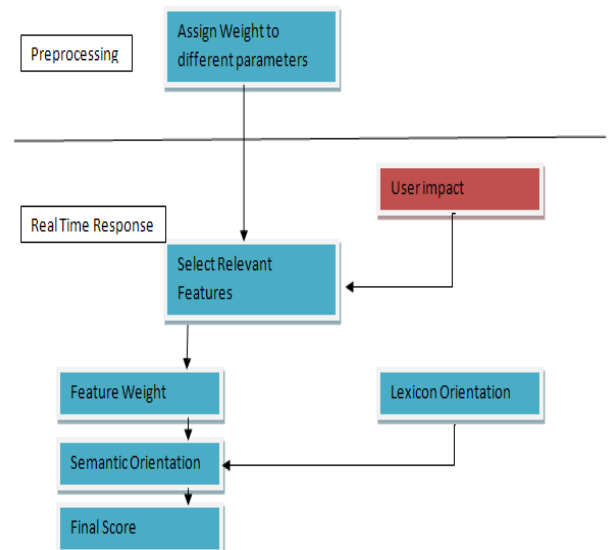 Preprocessing
Assign Weight to
different parameters
User impact
Real Time Response
Select Relevant
Features
Feature Weight
Lexicon Orientation
Semantic Orientation
Final Score